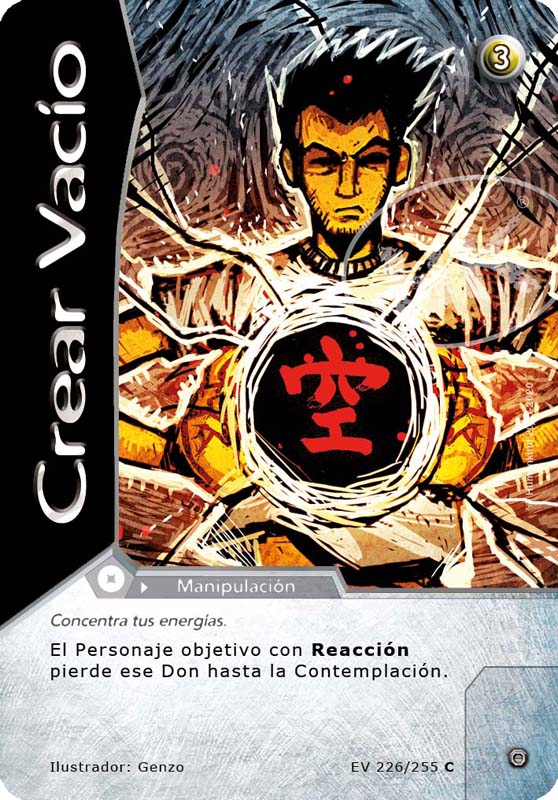 Crear Vacio
3
空
Manipulación
Concentra tus energías.
El Personaje objetivo con Reacción
pierde ese Don hasta la Contemplación.
Ilustrador: Genzo
EV 226/255 C